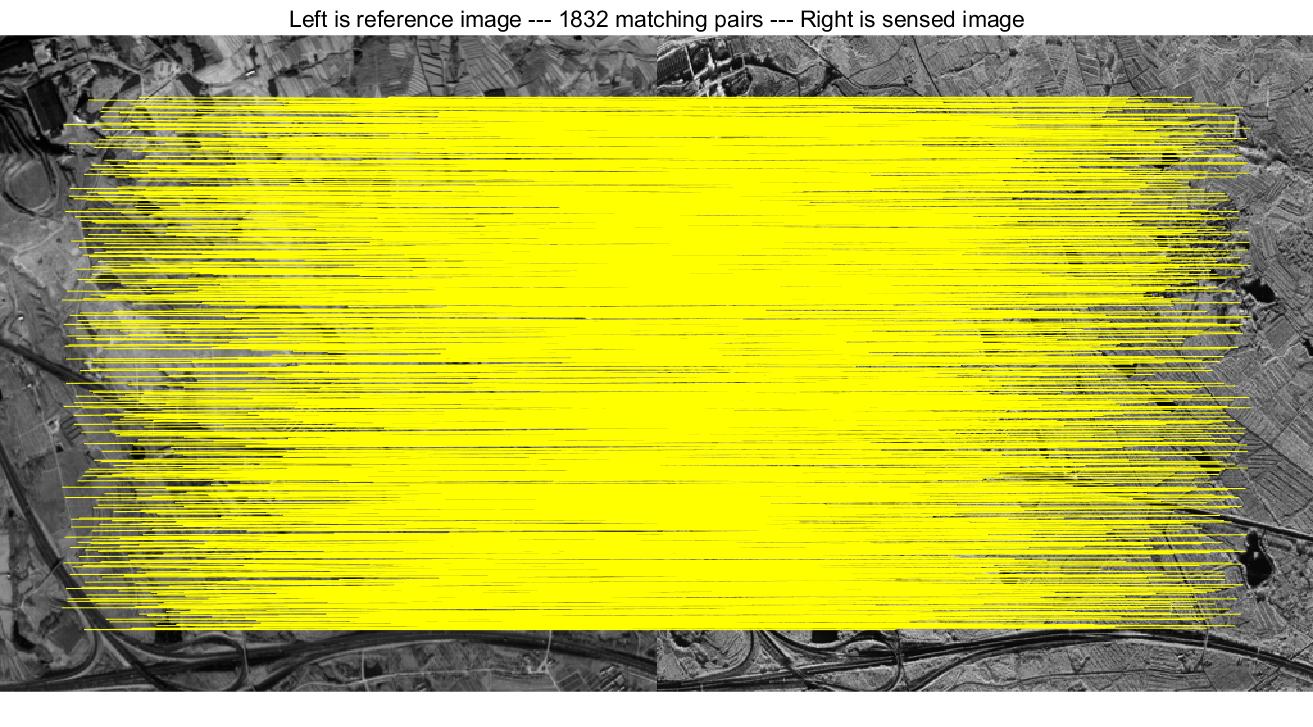 Left is reference image --- 1832 matching pairs --- Right is sensed image